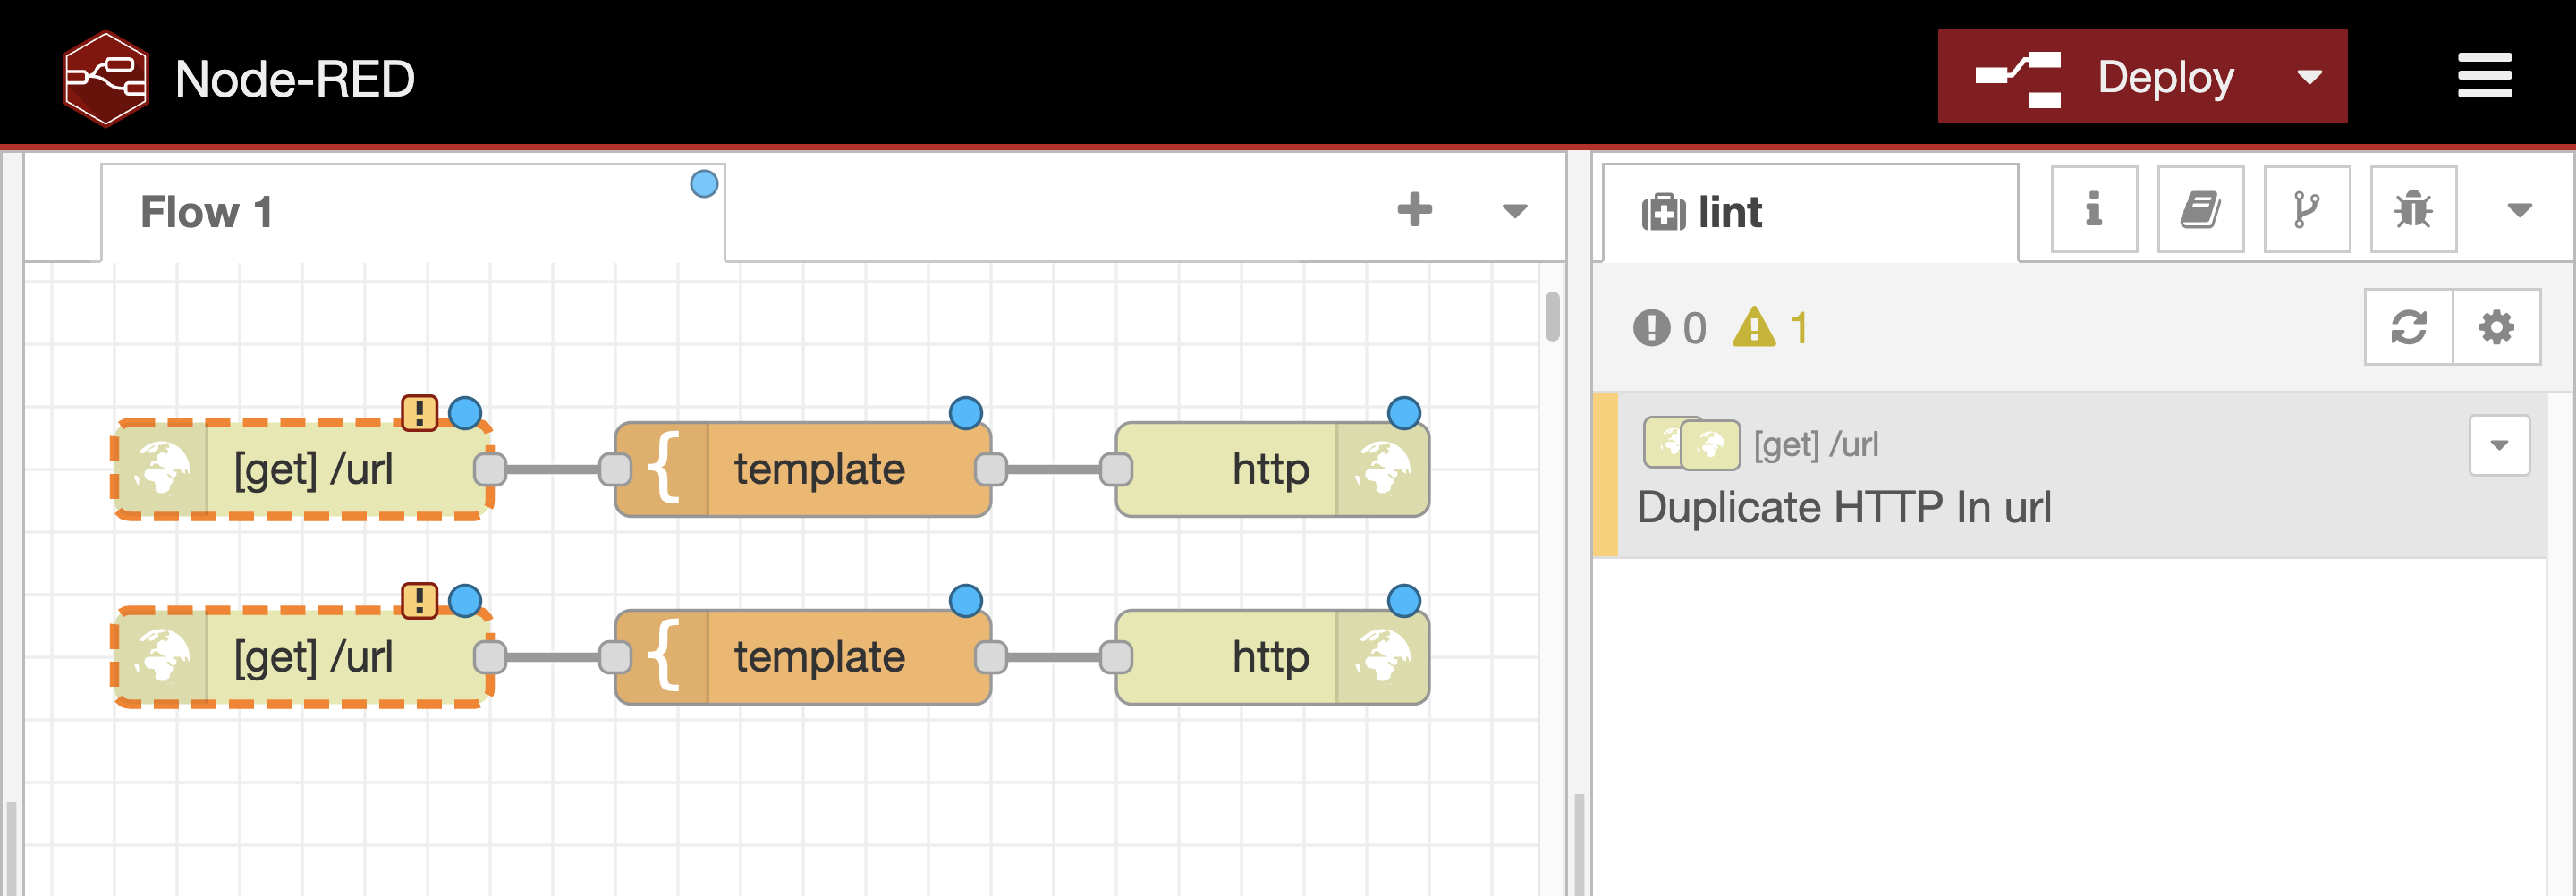 Node-RED
Deploy
Flow 1
lint
0 1
[get] /url
template
http
[get] /url
template
http
[get] /url
Duplicate HTTP In url